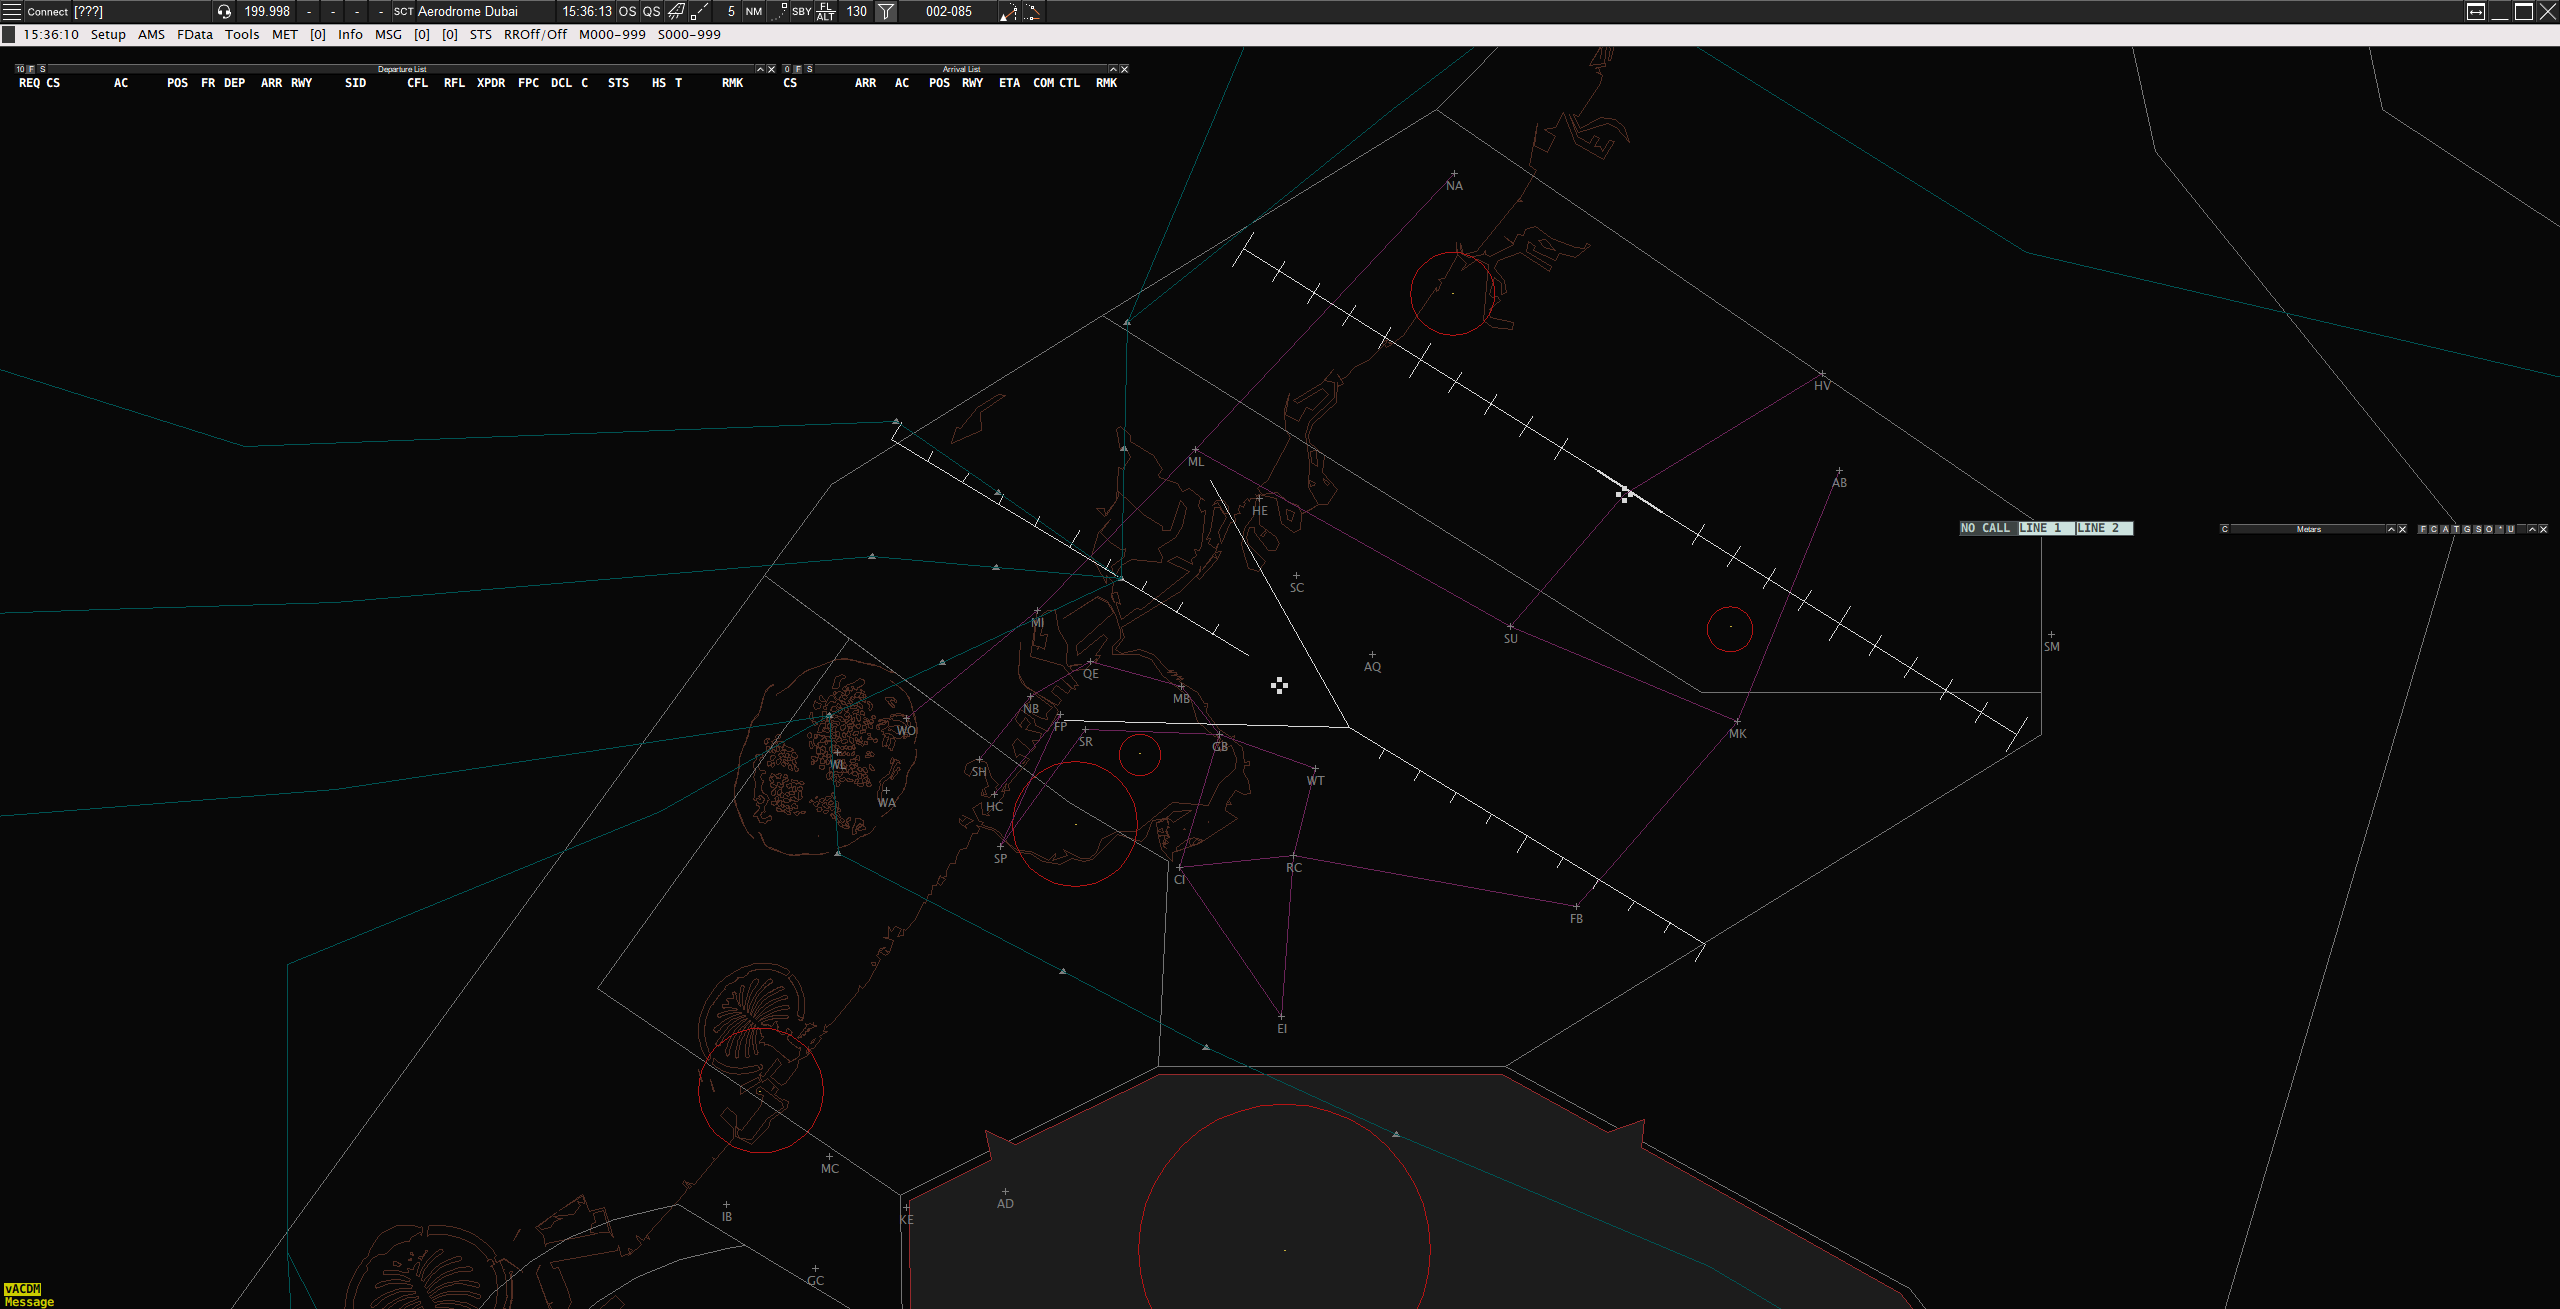 Connect [???] 199.998 - - - - SCT Aerodrome Dubai 15:36:13 OS QS 5 NM SBY FL ALT 130 002-085
15:36:10 Setup AMS FData Tools MET [0] Info MSG [0] [0] STS RROff/Off M000-999 S000-999
10 F S Departure List 0 F S Arrival List
REQ CS AC POS FR DEP ARR RWY SID CFL RFL XPDR FPC DCL C STS HS T RMK CS ARR AC POS RWY ETA COM CTL RMK
NA
HV
ML
AB
HE
NO CALL LINE 1 LINE 2 C Metars F C A T G S O * U
SC
MI
SU
SM
AQ
QE
MB
NB
FP
WO
SR
GB
MK
WL
SH
WT
WA
HC
SP
RC
CI
FB
EI
MC
AD
IB
KE
GC
vACDM
Message